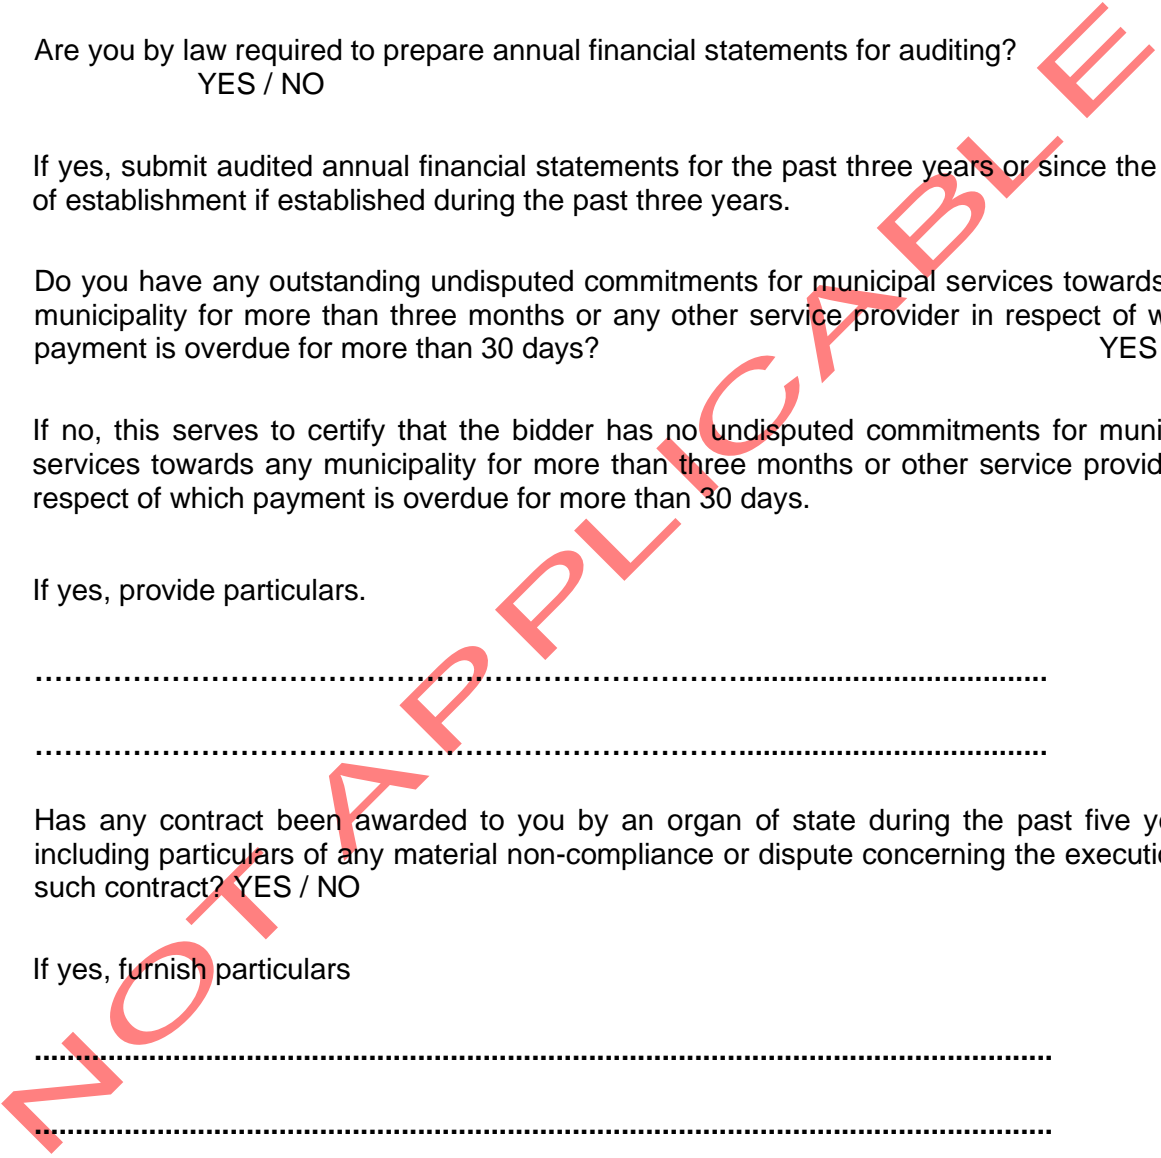 Are you by law required to prepare annual financial statements for auditing?
YES / NO
If yes, submit audited annual financial statements for the past three years or since the
of establishment if established during the past three years.
Do you have any outstanding undisputed commitments for municipal services towards
municipality for more than three months or any other service provider in respect of w
payment is overdue for more than 30 days? YES
If no, this serves to certify that the bidder has no undisputed commitments for muni
services towards any municipality for more than three months or other service provid
respect of which payment is overdue for more than 30 days.
If yes, provide particulars.
………………………………………………………………......................................
………………………………………………………………......................................
Has any contract been awarded to you by an organ of state during the past five ye
including particulars of any material non-compliance or dispute concerning the executi
such contract? YES / NO
If yes, furnish particulars
...............................................................................................................................
...............................................................................................................................
NOT APPLICABLE